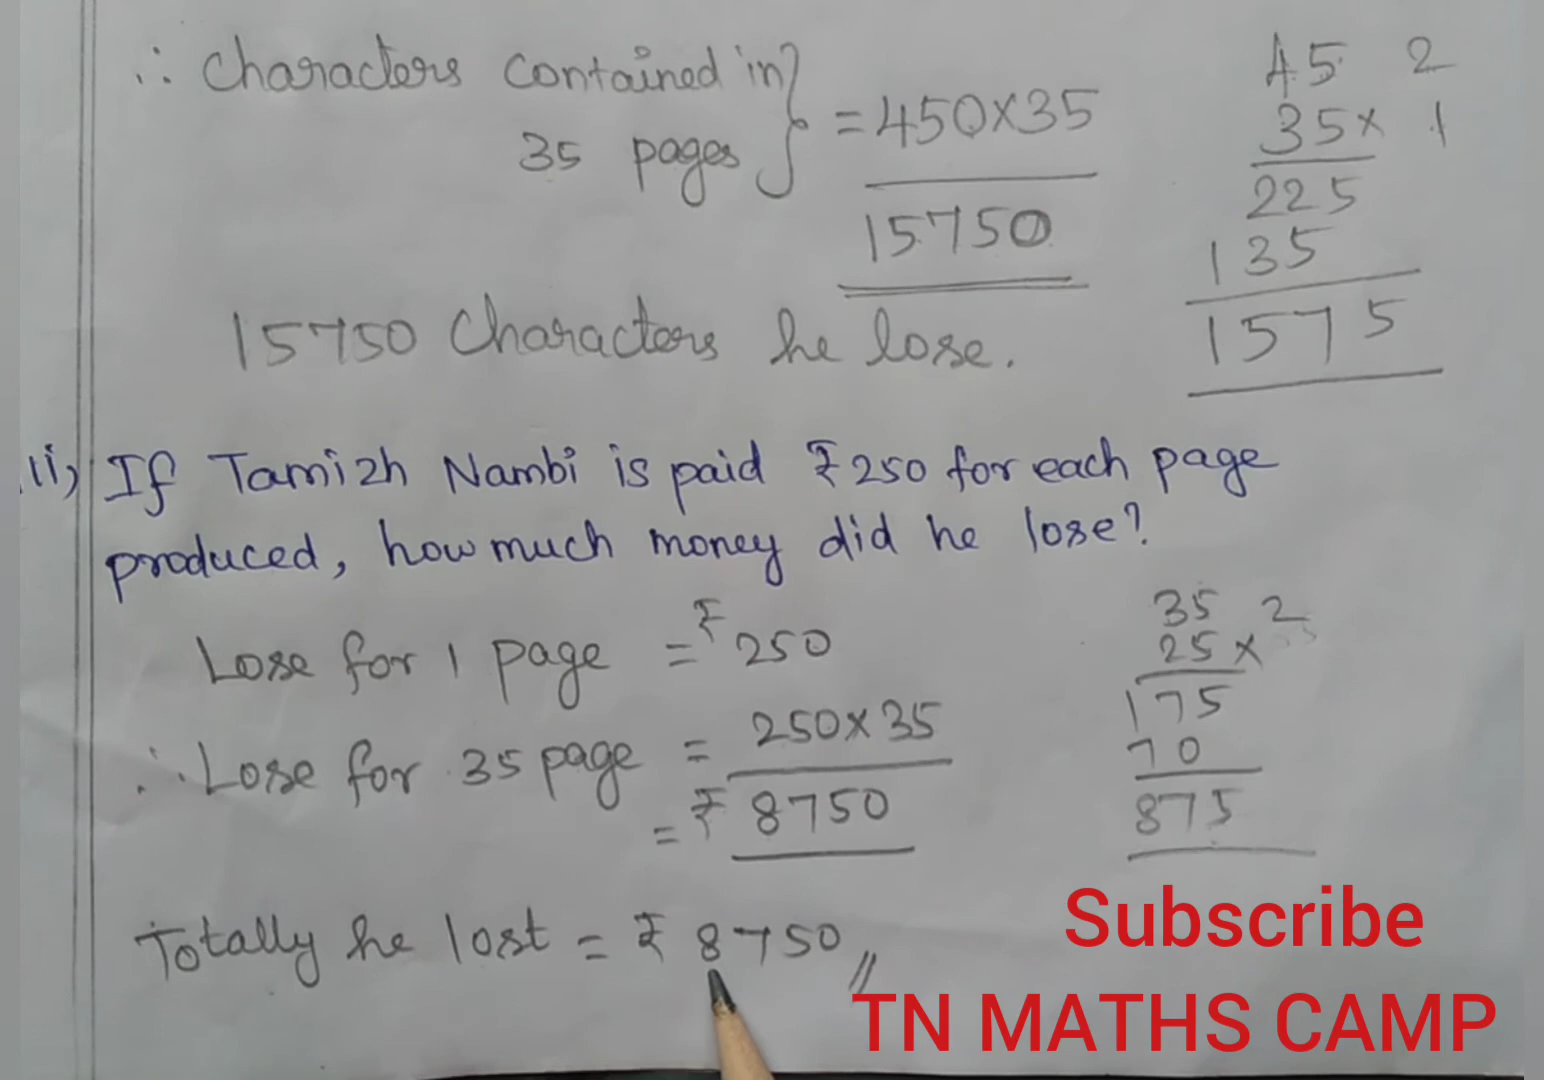 ∴ Characters contained in } = 450×35
35 pages
15750
45 2
35× 1
225
135
1575
15750 Characters he lose.
ii) If Tamizh Nambi is paid ₹250 for each page
produced, how much money did he lose?
Lose for 1 page = ₹250
∴ Lose for 35 page = 250×35
= ₹ 8750
35 2
25×
175
70
875
Totally he lost = ₹ 8750 //
Subscribe
TN MATHS CAMP